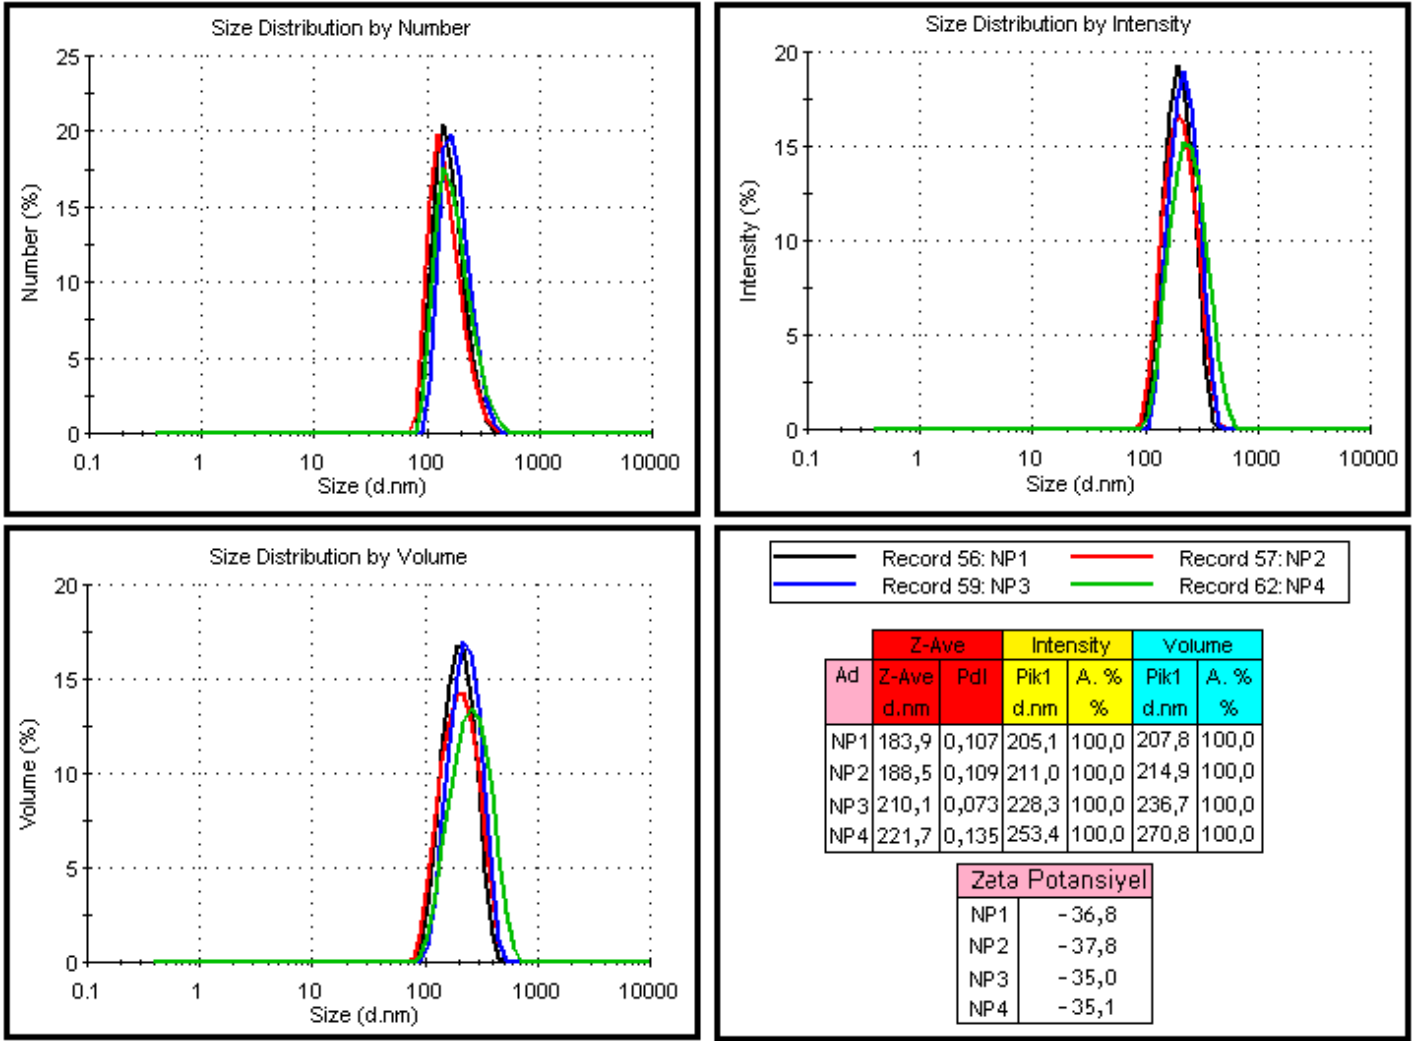 Size Distribution by Number
25
20
15
10
5
0
Number (%)
0.1 1 10 100 1000 10000
Size (d.nm)
Size Distribution by Intensity
20
15
10
5
0
Intensity (%)
0.1 1 10 100 1000 10000
Size (d.nm)
Size Distribution by Volume
20
15
10
5
0
Volume (%)
0.1 1 10 100 1000 10000
Size (d.nm)
Record 56: NP1 Record 57: NP2
Record 59: NP3 Record 62: NP4
Z-Ave Intensity Volume
Ad Z-Ave PdI Pik1 A. % Pik1 A. %
d.nm d.nm % d.nm %
NP1 183,9 0,107 205,1 100,0 207,8 100,0
NP2 188,5 0,109 211,0 100,0 214,9 100,0
NP3 210,1 0,073 228,3 100,0 236,7 100,0
NP4 221,7 0,135 253,4 100,0 270,8 100,0
Zeta Potansiyel
NP1 -36,8
NP2 -37,8
NP3 -35,0
NP4 -35,1